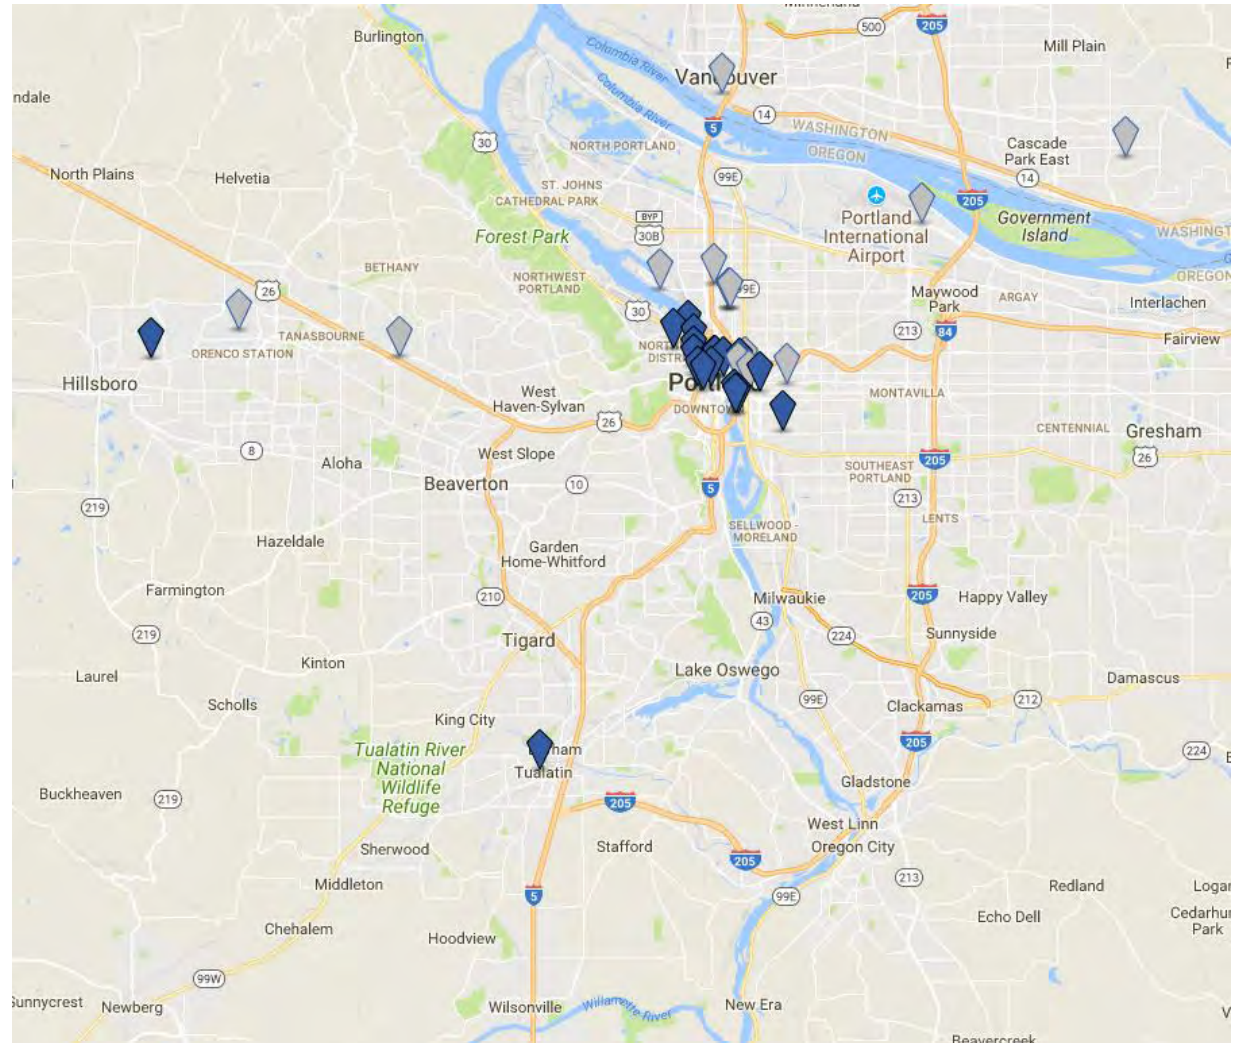 Burlington
500
205
Mill Plain
Columbia River
Vancouver
ndale
Columbia River
14
5
WASHINGTON
OREGON
Cascade
Park East
30
NORTH PORTLAND
North Plains
Helvetia
99E
14
ST. JOHNS
CATHEDRAL PARK
205
BYP
30B
Portland
International
Airport
Government
Island
WASHINGT
Forest Park
BETHANY
NORTHWEST
PORTLAND
OREGON
26
99E
Maywood
Park
ARGAY
Interlachen
30
213
84
Fairview
TANASBOURNE
ORENCO STATION
Hillsboro
West
Haven-Sylvan
DOWNTO
MONTAVILLA
26
CENTENNIAL
Gresham
8
Aloha
West Slope
205
26
SOUTHEAST
PORTLAND
Beaverton
10
5
213
219
SELLWOOD -
MORELAND
LENTS
Hazeldale
Garden
Home-Whitford
Farmington
210
Milwaukie
205
Happy Valley
219
43
224
Sunnyside
Tigard
Kinton
Lake Oswego
Laurel
Damascus
Scholls
99E
Clackamas
212
King City
205
Tualatin River
National
Wildlife
Refuge
Tualatin
224
Gladstone
Buckheaven
219
205
West Linn
Oregon City
Sherwood
Stafford
205
213
Middleton
5
99E
Redland
Logar
Echo Dell
Cedarhur
Park
Chehalem
Hoodview
99W
Sunnycrest
Newberg
Wilsonville
Willamette River
New Era
Beavercreek